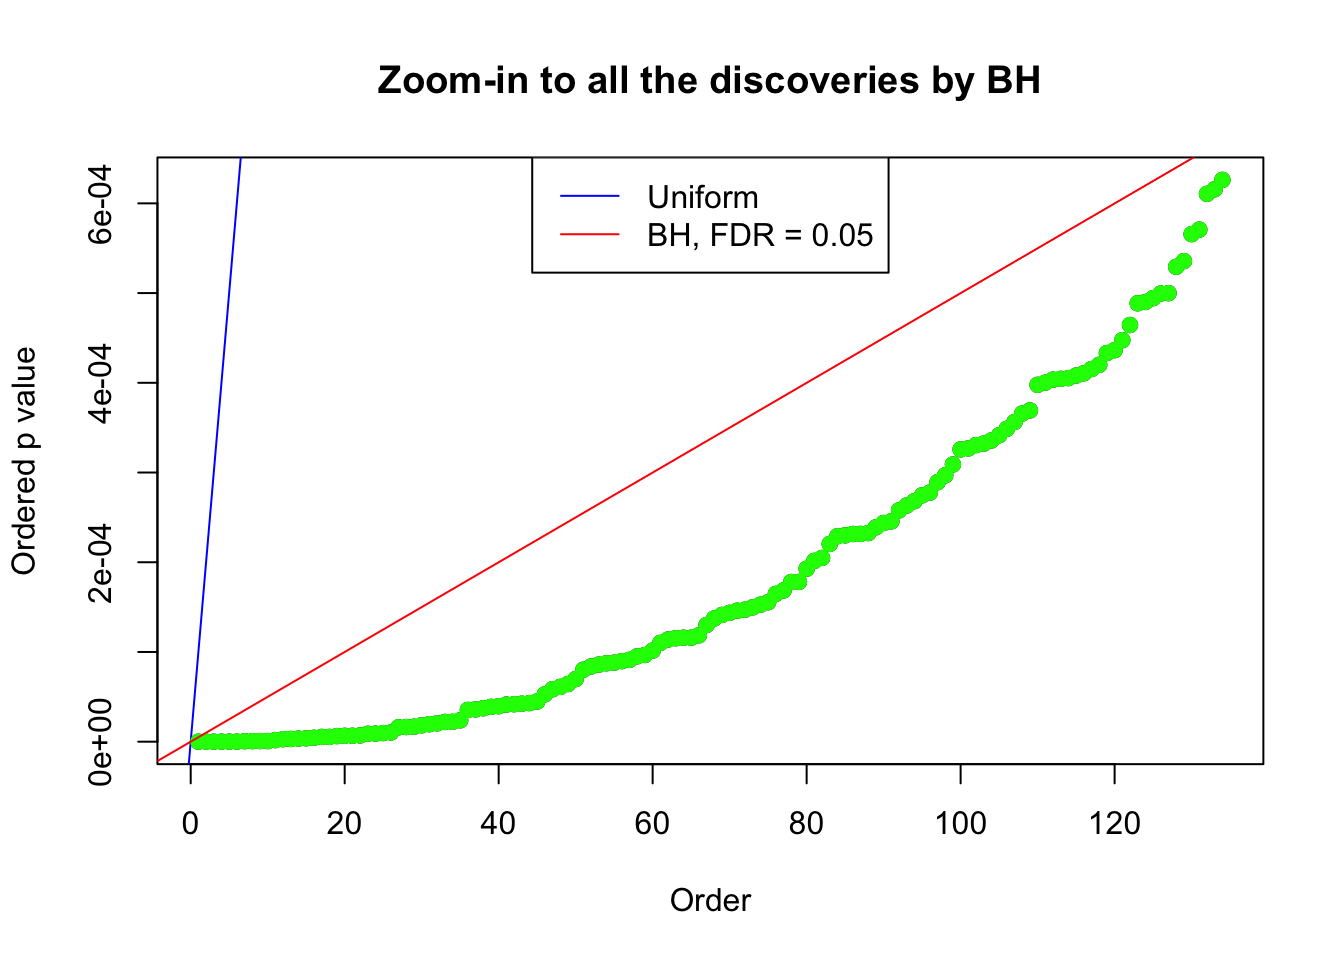 Zoom-in to all the discoveries by BH
Uniform
BH, FDR = 0.05
Ordered p value
6e-04
4e-04
2e-04
0e+00
0 20 40 60 80 100 120
Order